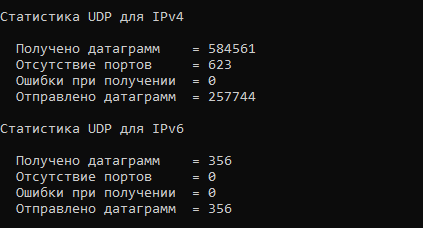 Статистика UDP для IPv4
Получено датаграмм = 584561
Отсутствие портов = 623
Ошибки при получении = 0
Отправлено датаграмм = 257744
Статистика UDP для IPv6
Получено датаграмм = 356
Отсутствие портов = 0
Ошибки при получении = 0
Отправлено датаграмм = 356